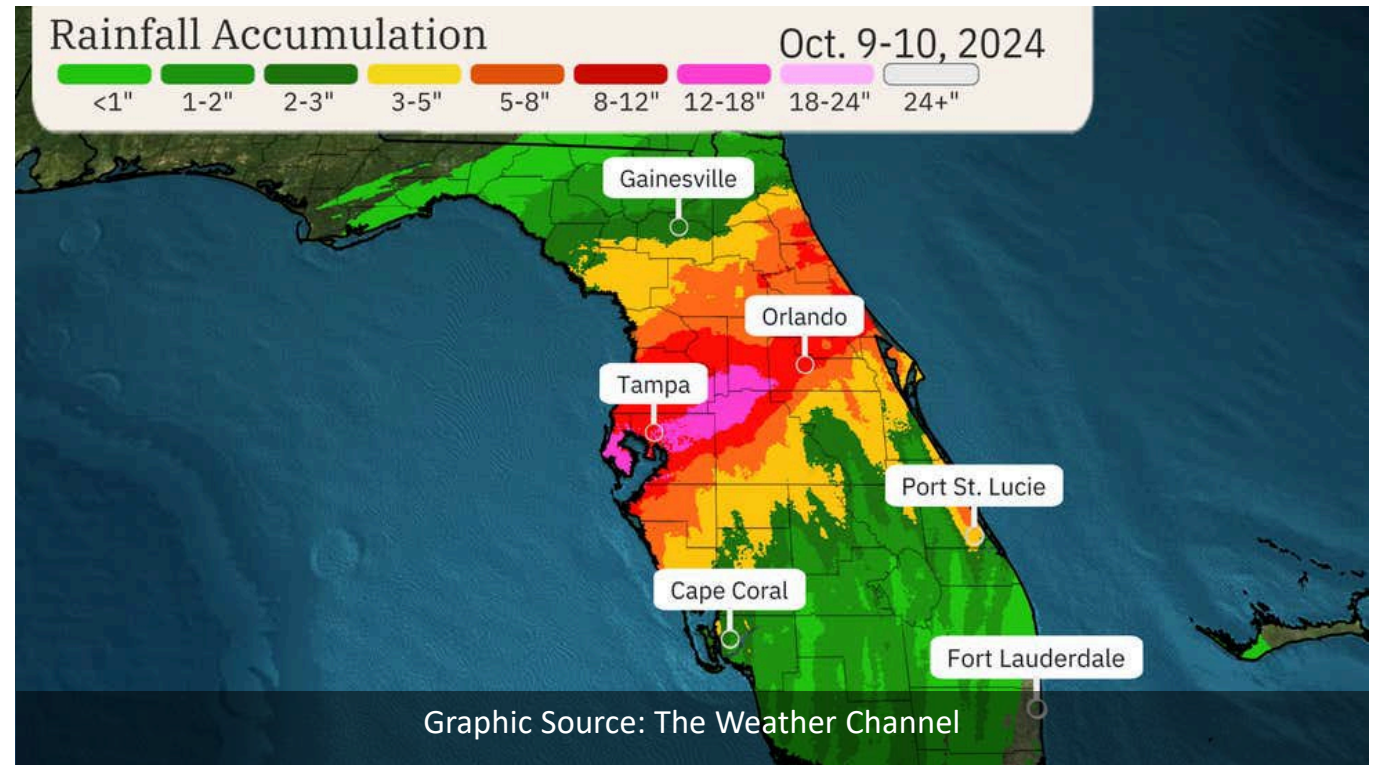 Rainfall Accumulation
Oct. 9-10, 2024
<1" 1-2" 2-3" 3-5" 5-8" 8-12" 12-18" 18-24" 24+"
Gainesville
Orlando
Tampa
Port St. Lucie
Cape Coral
Fort Lauderdale
Graphic Source: The Weather Channel